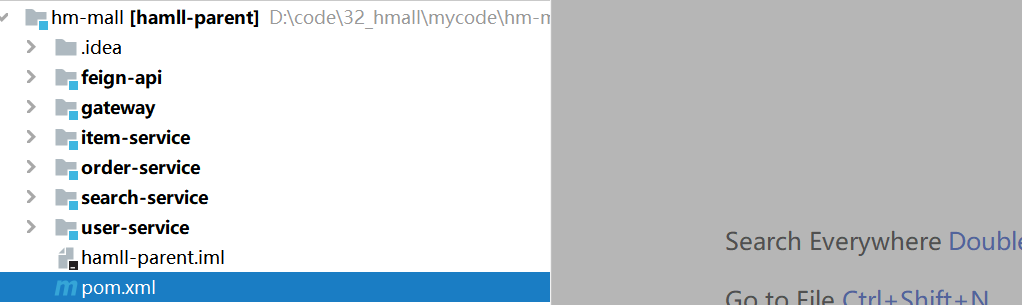 hm-mall [hamll-parent] D:\code\32_hmall\mycode\hm-m
.idea
feign-api
gateway
item-service
order-service
search-service
user-service
hamll-parent.iml
pom.xml
Search Everywhere Double
Go to File Ctrl+Shift+N